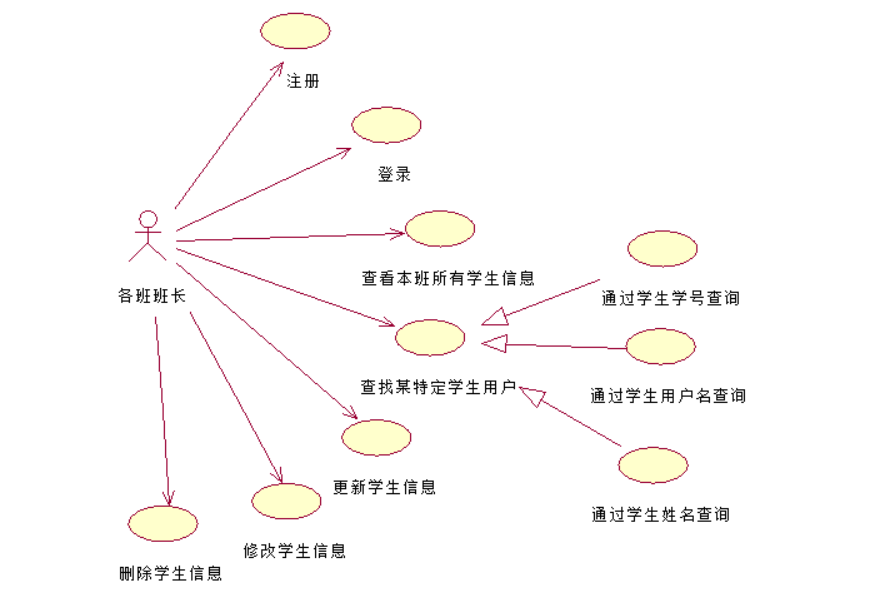 注册
登录
查看本班所有学生信息
通过学生学号查询
各班班长
查找某特定学生用户
通过学生用户名查询
更新学生信息
通过学生姓名查询
修改学生信息
删除学生信息